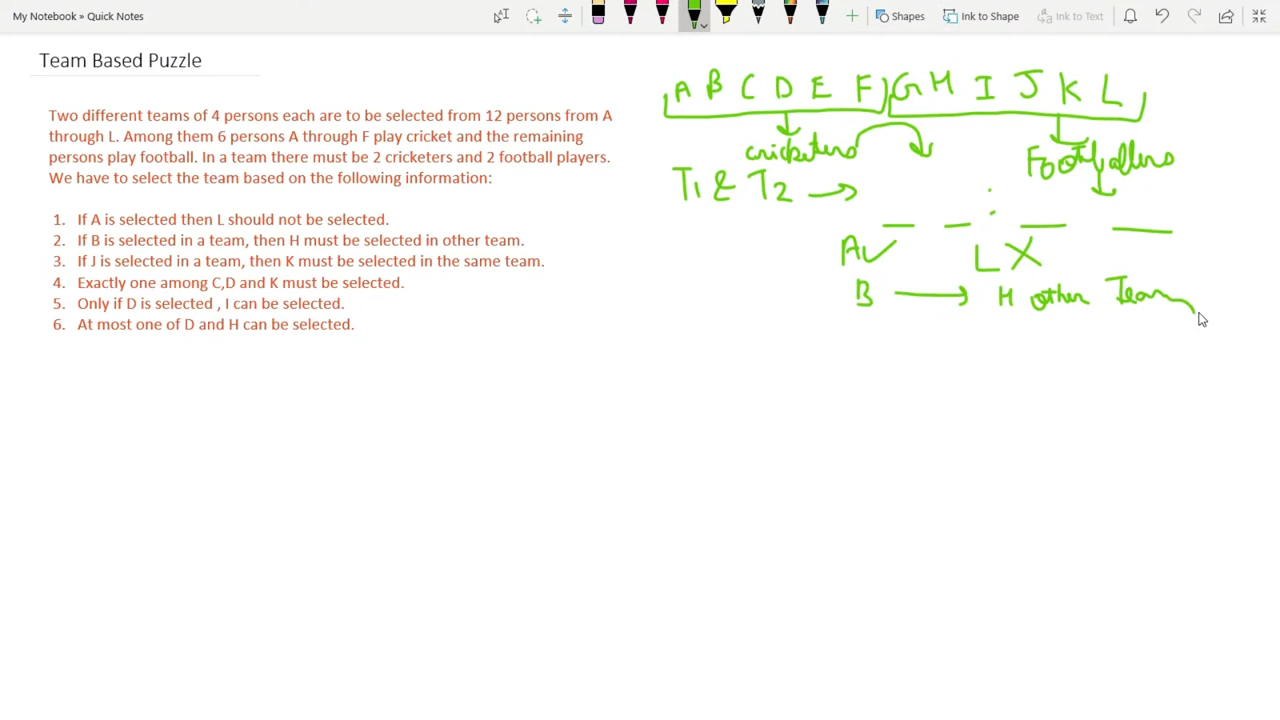 My Notebook » Quick Notes
Shapes
Ink to Shape
Ink to Text
Team Based Puzzle
Two different teams of 4 persons each are to be selected from 12 persons from A
through L. Among them 6 persons A through F play cricket and the remaining
persons play football. In a team there must be 2 cricketers and 2 football players.
We have to select the team based on the following information:
1. If A is selected then L should not be selected.
2. If B is selected in a team, then H must be selected in other team.
3. If J is selected in a team, then K must be selected in the same team.
4. Exactly one among C,D and K must be selected.
5. Only if D is selected , I can be selected.
6. At most one of D and H can be selected.
A B C D E F G H I J K L
cricketers
T1 & T2 →
A✓ L X
B → H other Team